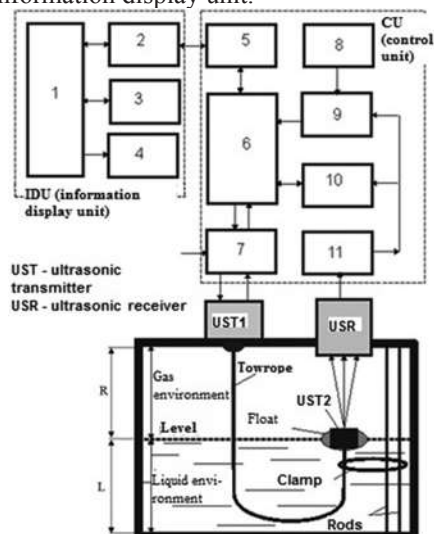 information display unit.
CU
(control
unit)
1
2
3
4
5
6
7
8
9
10
11
IDU (information
display unit)
UST - ultrasonic
transmitter
USR - ultrasonic receiver
UST1
USR
Gas
environment
Towrope
UST2
Float
Level
Liquid envi-
ronment
Clamp
Rods
R
L